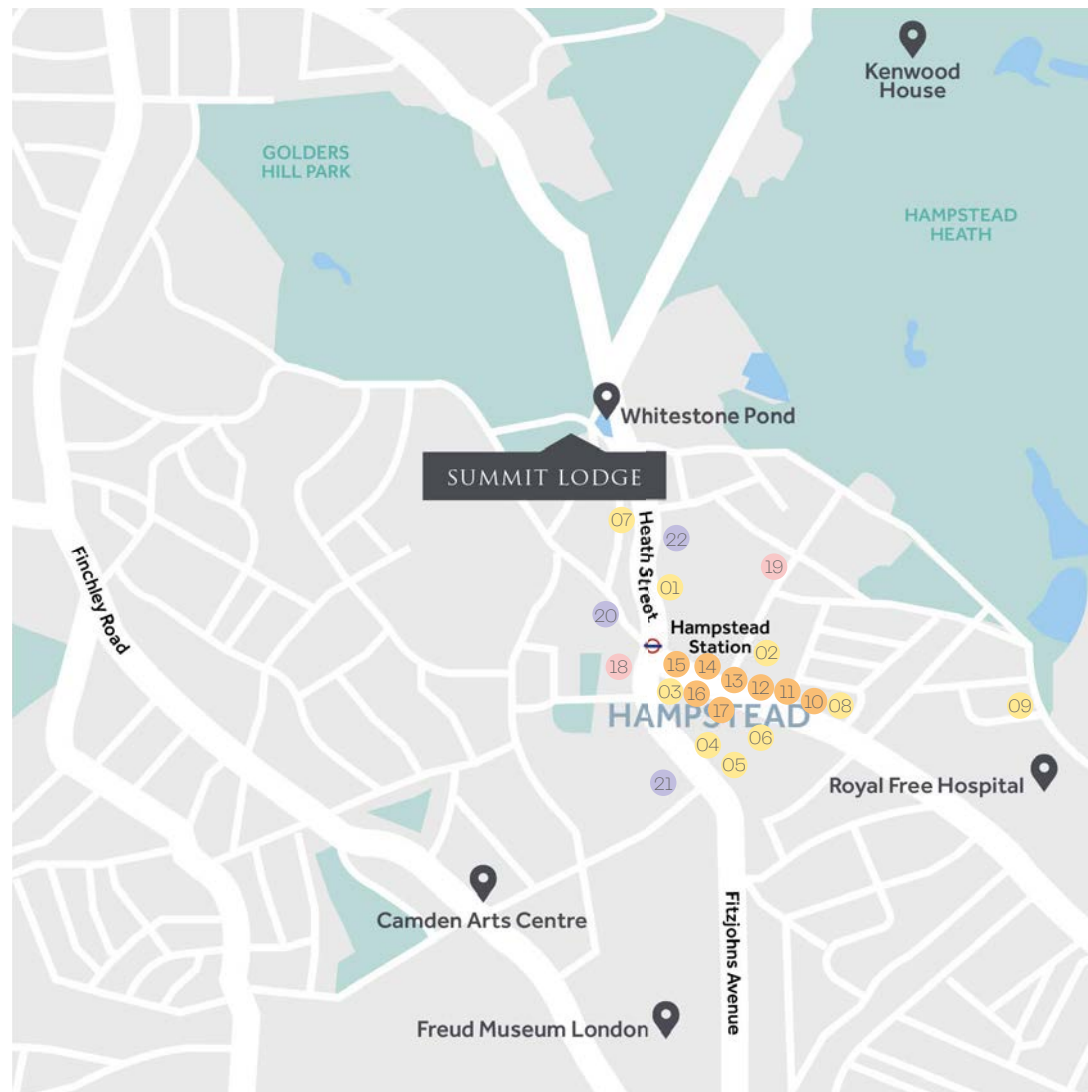 Kenwood
House
GOLDERS
HILL PARK
HAMPSTEAD
HEATH
Whitestone Pond
SUMMIT LODGE
07
Heath Street
22
19
01
20
Hampstead
Station
02
18
15
14
13
12
11
10
08
03
16
17
09
HAMPSTEAD
04
06
05
21
Royal Free Hospital
Finchley Road
Camden Arts Centre
Fitzjohns Avenue
Freud Museum London